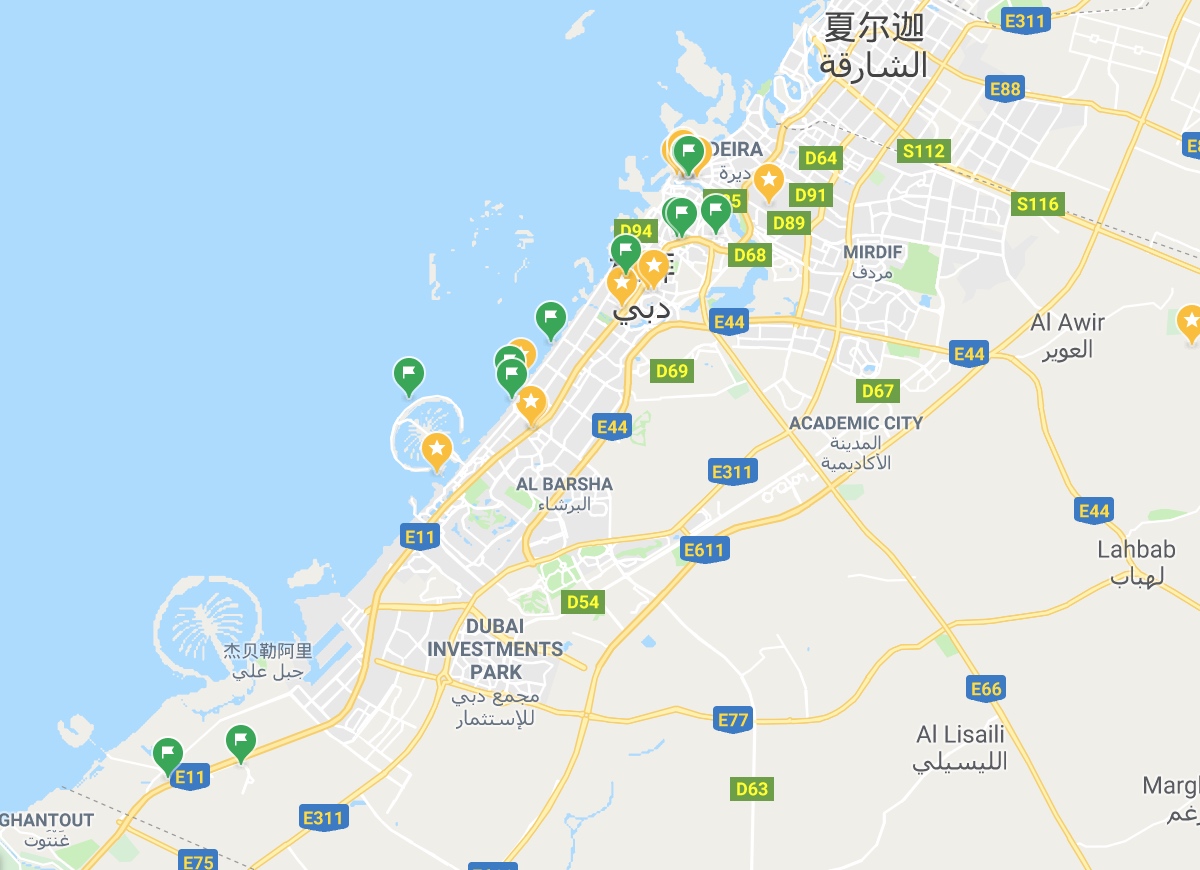 夏尔迦
الشارقة
E311
E88
S112
DEIRA
ديرة
D64
D91
S116
D94
D89
D68
MIRDIF
مردف
دبي
E44
Al Awir
العوير
E44
D69
D67
ACADEMIC CITY
المدينة
الأكاديمية
E44
E311
AL BARSHA
البرشاء
E44
E11
E611
Lahbab
لهباب
D54
DUBAI
INVESTMENTS
PARK
مجمع دبي
للإستثمار
杰贝勒阿里
جبل علي
E66
E77
Al Lisaili
الليسيلي
E11
D63
E311
GHANTOUT
غنتوت
E75